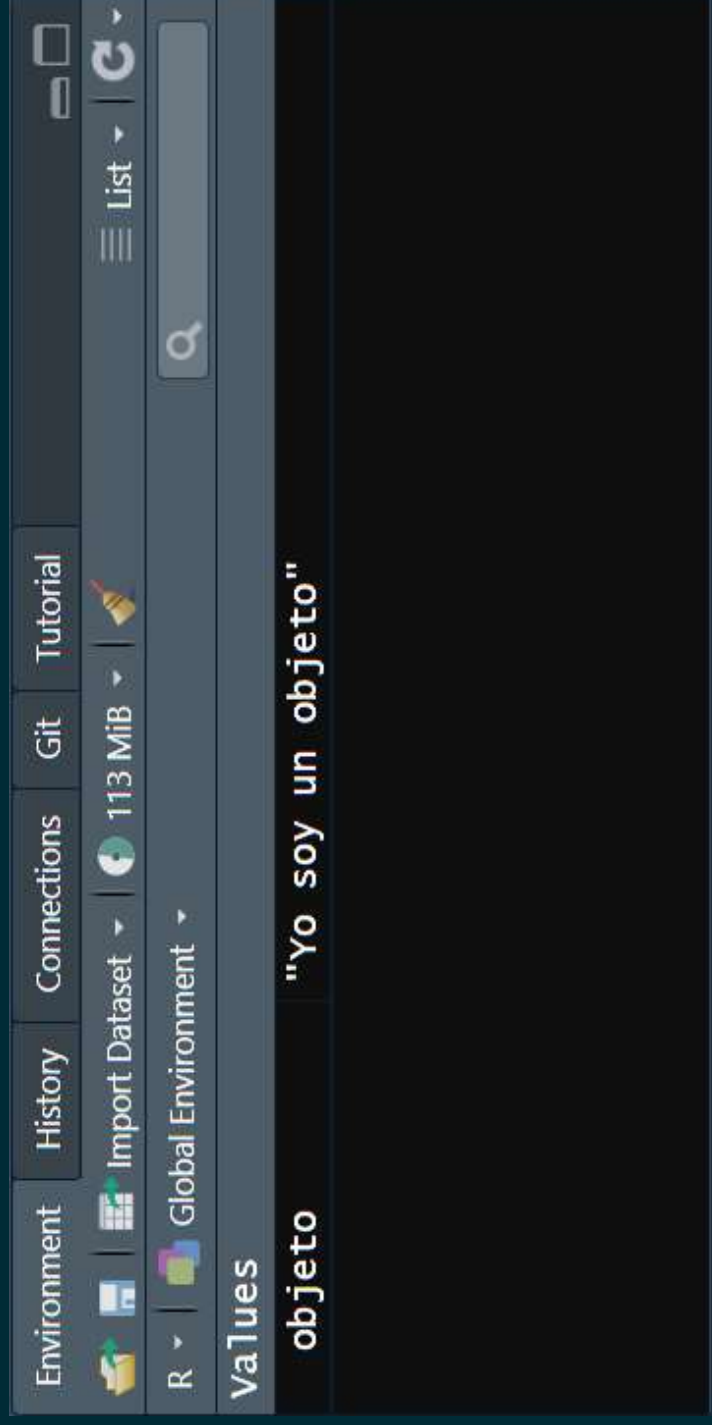 Environment History Connections Git Tutorial
Import Dataset 113 MiB List
R Global Environment
Values
objeto "Yo soy un objeto"